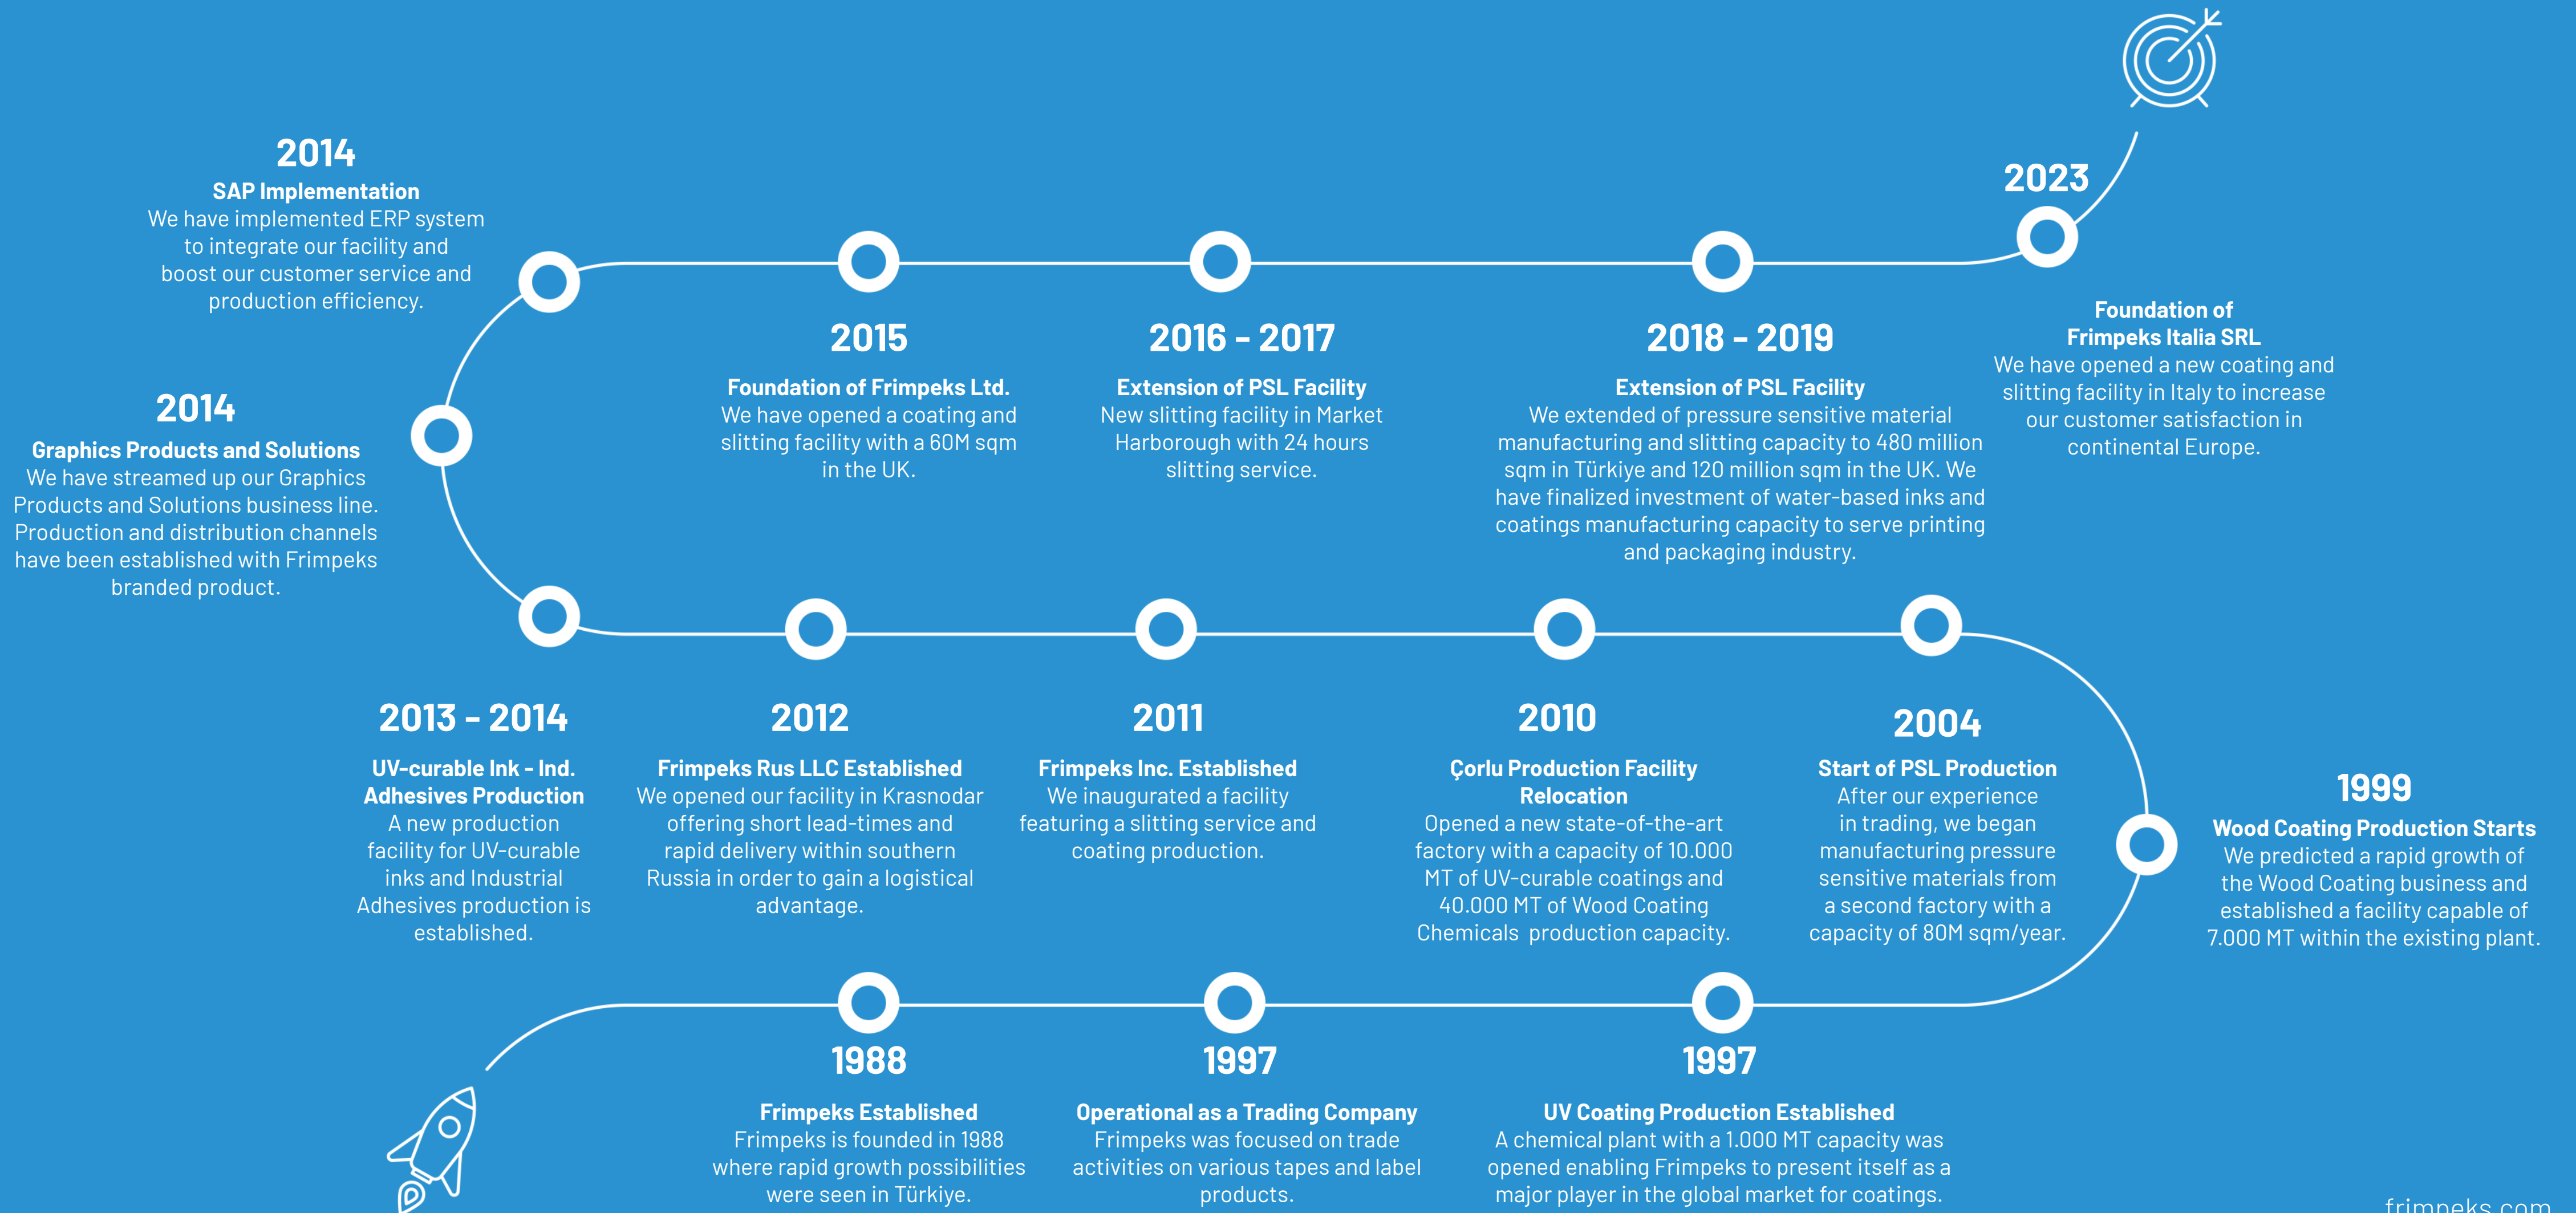 2014
SAP Implementation
We have implemented ERP system
to integrate our facility and
boost our customer service and
production efficiency.
2014
Graphics Products and Solutions
We have streamed up our Graphics
Products and Solutions business line.
Production and distribution channels
have been established with Frimpeks
branded product.
2015
Foundation of Frimpeks Ltd.
We have opened a coating and
slitting facility with a 60M sqm
in the UK.
2016 - 2017
Extension of PSL Facility
New slitting facility in Market
Harborough with 24 hours
slitting service.
2018 - 2019
Extension of PSL Facility
We extended of pressure sensitive material
manufacturing and slitting capacity to 480 million
sqm in Türkiye and 120 million sqm in the UK. We
have finalized investment of water-based inks and
coatings manufacturing capacity to serve printing
and packaging industry.
2023
Foundation of
Frimpeks Italia SRL
We have opened a new coating and
slitting facility in Italy to increase
our customer satisfaction in
continental Europe.
2013 - 2014
UV-curable Ink - Ind.
Adhesives Production
A new production
facility for UV-curable
inks and Industrial
Adhesives production is
established.
2012
Frimpeks Rus LLC Established
We opened our facility in Krasnodar
offering short lead-times and
rapid delivery within southern
Russia in order to gain a logistical
advantage.
2011
Frimpeks Inc. Established
We inaugurated a facility
featuring a slitting service and
coating production.
2010
Çorlu Production Facility
Relocation
Opened a new state-of-the-art
factory with a capacity of 10.000
MT of UV-curable coatings and
40.000 MT of Wood Coating
Chemicals production capacity.
2004
Start of PSL Production
After our experience
in trading, we began
manufacturing pressure
sensitive materials from
a second factory with a
capacity of 80M sqm/year.
1999
Wood Coating Production Starts
We predicted a rapid growth of
the Wood Coating business and
established a facility capable of
7.000 MT within the existing plant.
1988
Frimpeks Established
Frimpeks is founded in 1988
where rapid growth possibilities
were seen in Türkiye.
1997
Operational as a Trading Company
Frimpeks was focused on trade
activities on various tapes and label
products.
1997
UV Coating Production Established
A chemical plant with a 1.000 MT capacity was
opened enabling Frimpeks to present itself as a
major player in the global market for coatings.
frimpeks.com